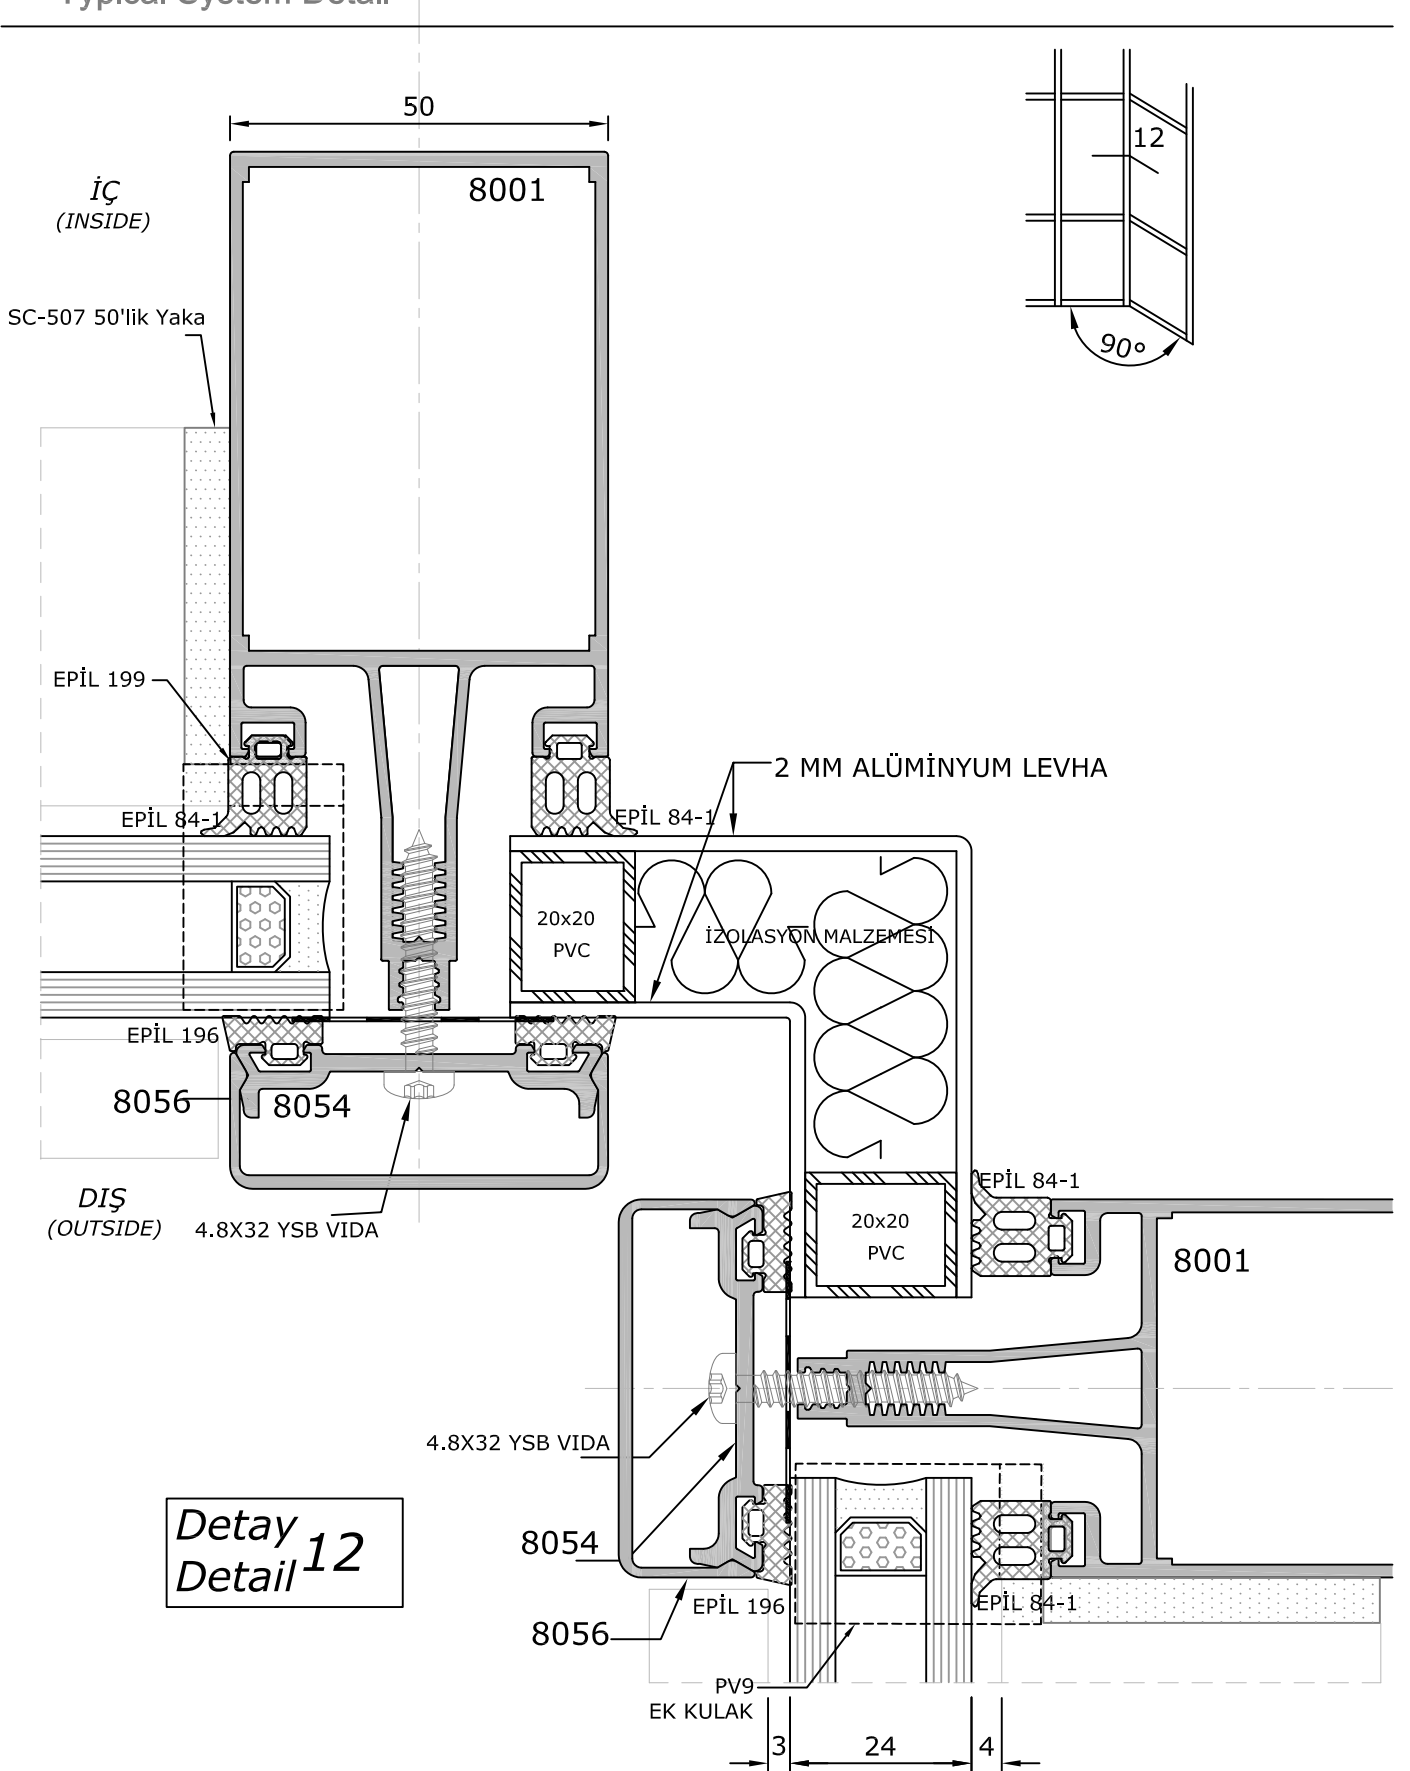 Typical System Detail
50
8001
12
İÇ
(INSIDE)
SC-507 50'lik Yaka
90°
EPİL 199
2 MM ALÜMİNYUM LEVHA
EPİL 84-1
EPİL 84-1
20x20
PVC
İZOLASYON MALZEMESİ
EPİL 196
8056
8054
DIŞ
(OUTSIDE)
4.8X32 YSB VIDA
EPİL 84-1
20x20
PVC
8001
4.8X32 YSB VIDA
Detay
Detail 12
8054
8056
EPİL 196
EPİL 84-1
PV9
EK KULAK
3
24
4